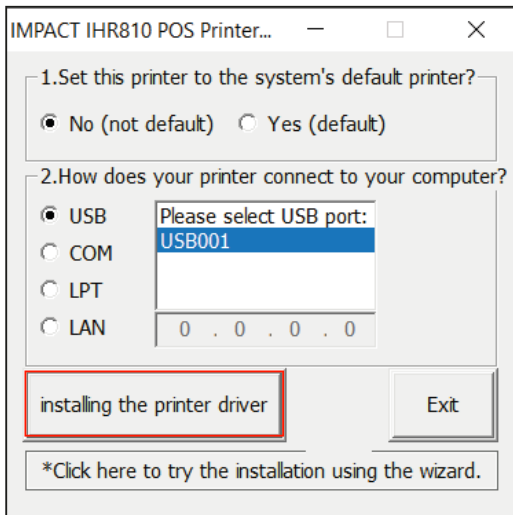 IMPACT IHR810 POS Printer...
1.Set this printer to the system's default printer?
No (not default) Yes (default)
2.How does your printer connect to your computer?
USB
Please select USB port:
USB001
COM
LPT
LAN
0 . 0 . 0 . 0
installing the printer driver
Exit
*Click here to try the installation using the wizard.